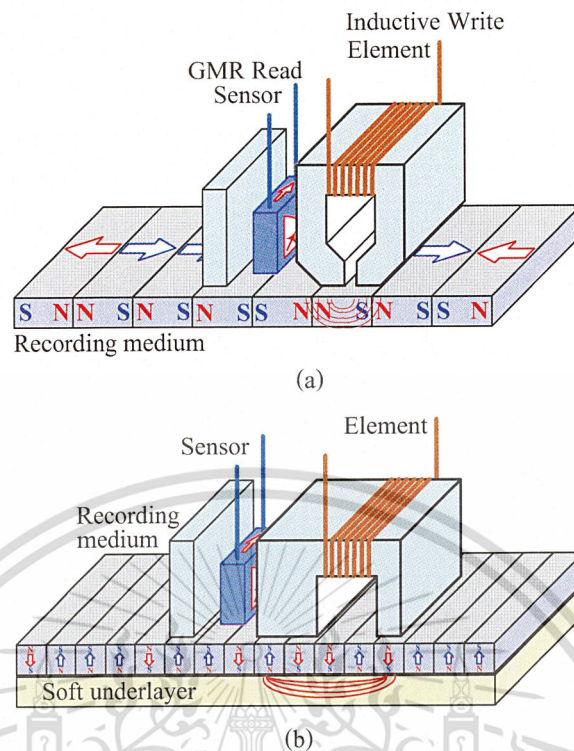 Inductive Write
Element
GMR Read
Sensor
S N N S N S N S S N N S N S S N
Recording medium
(a)
Element
Sensor
Recording
medium
Soft underlayer
(b)